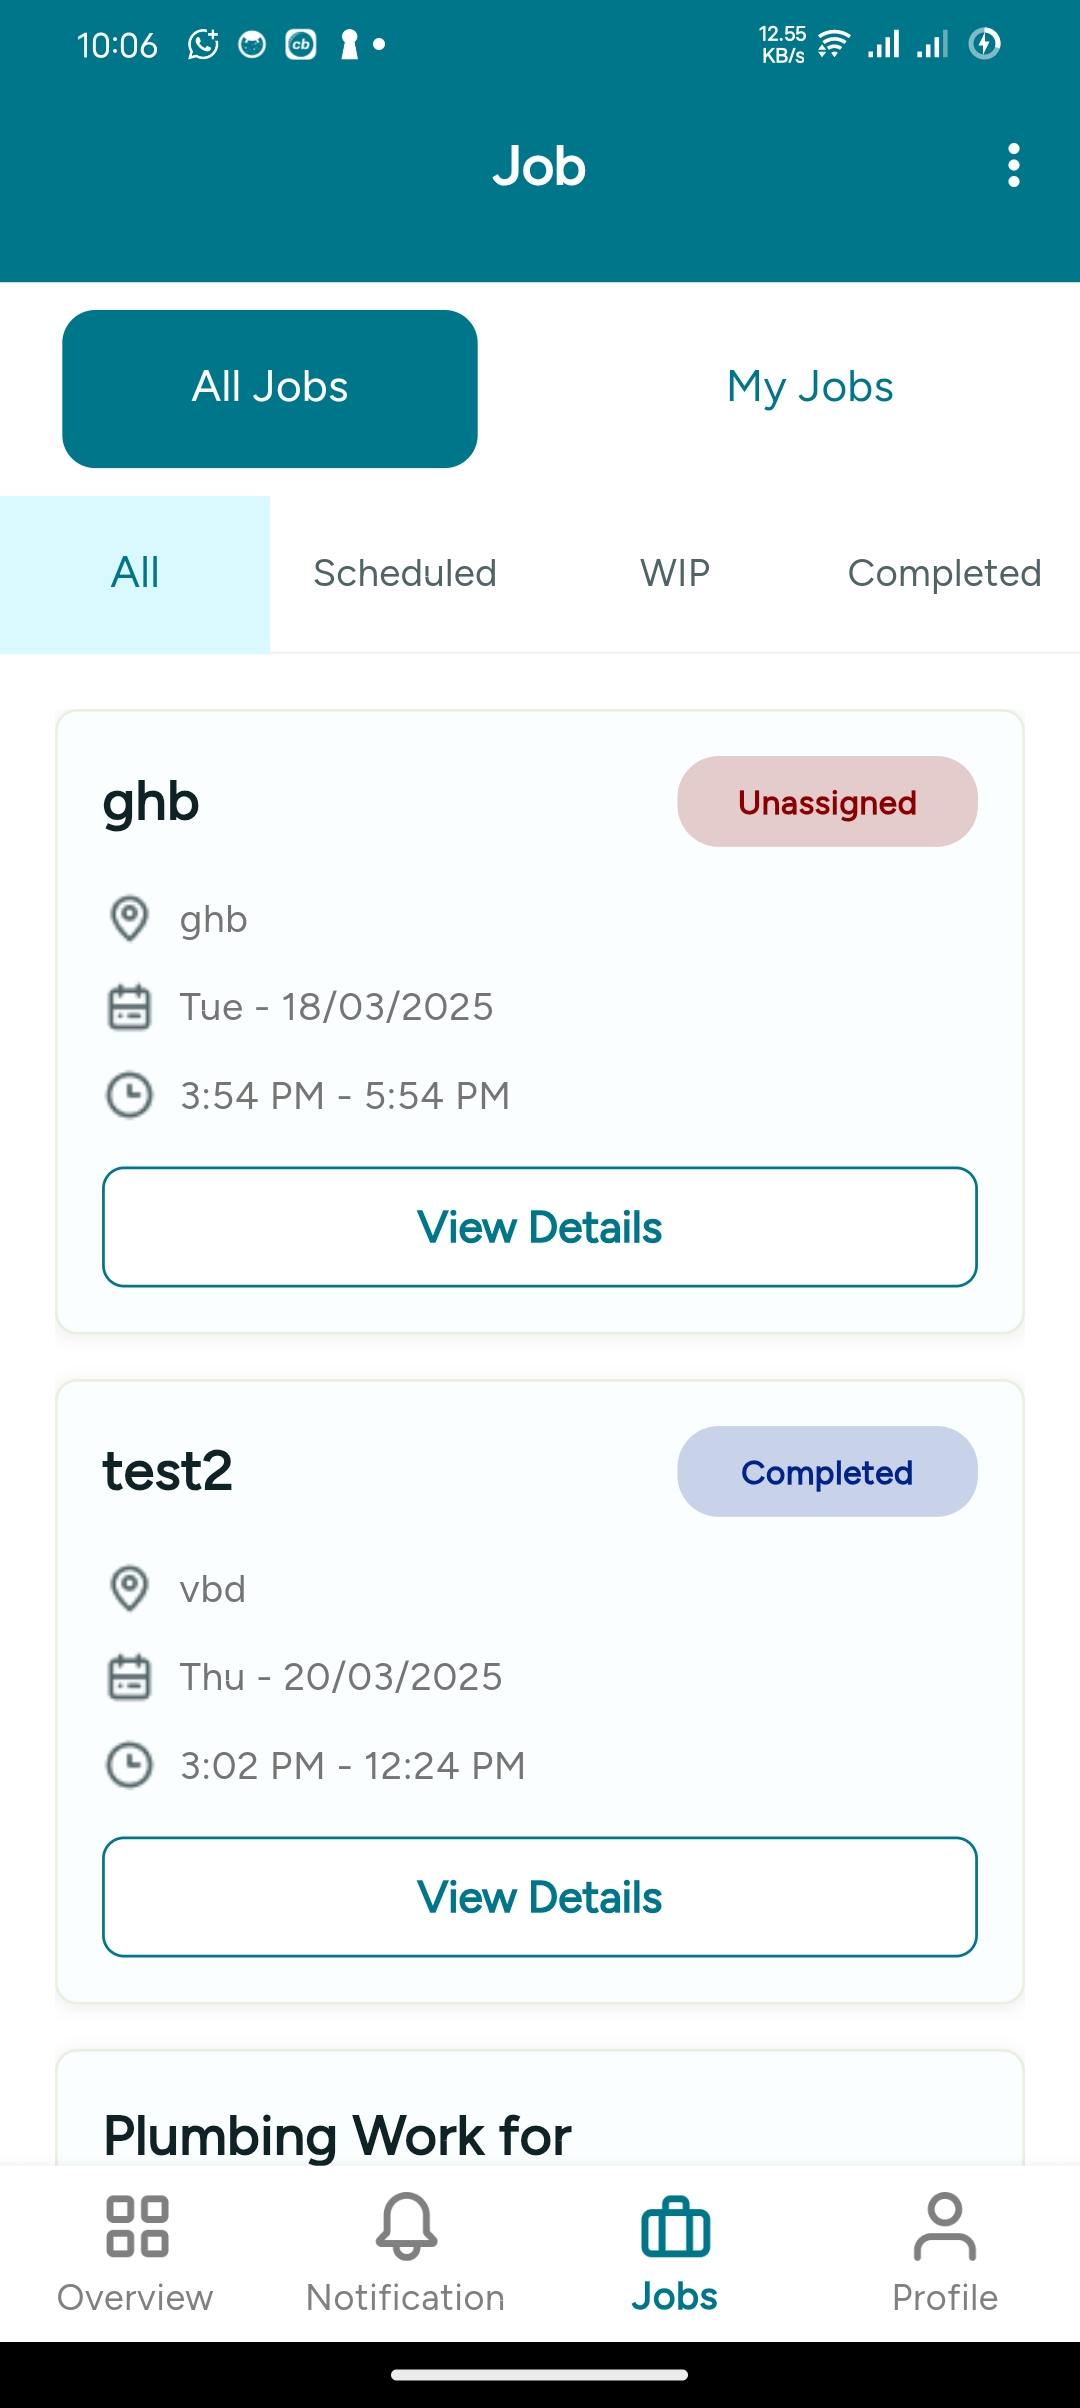 10:06
12.55
KB/s
cb
Job
All Jobs
My Jobs
All
Scheduled
WIP
Completed
ghb
Unassigned
ghb
Tue - 18/03/2025
3:54 PM - 5:54 PM
View Details
test2
Completed
vbd
Thu - 20/03/2025
3:02 PM - 12:24 PM
View Details
Plumbing Work for
Overview
Notification
Jobs
Profile